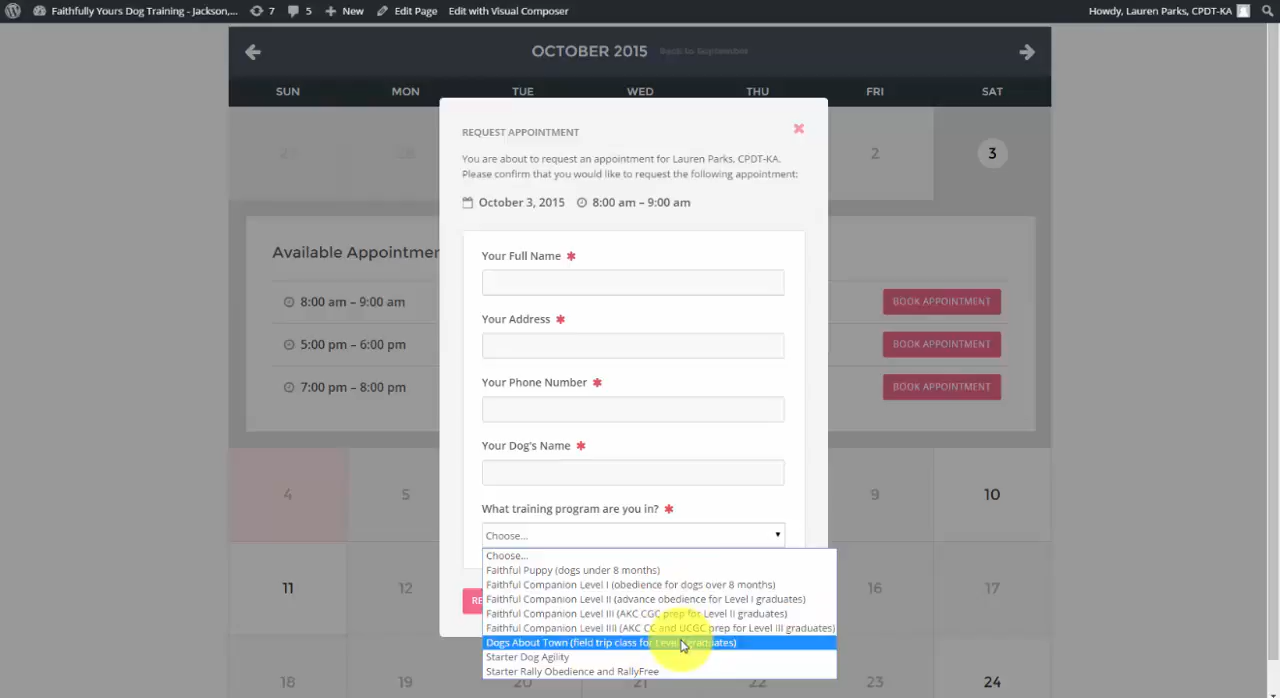 Faithfully Yours Dog Training - Jackson,... 7 5 New Edit Page Edit with Visual Composer Howdy, Lauren Parks, CPDT-KA
OCTOBER 2015 Back to September
SUN MON TUE WED THU FRI SAT
2 3
REQUEST APPOINTMENT
You are about to request an appointment for Lauren Parks, CPDT-KA.
Please confirm that you would like to request the following appointment:
October 3, 2015 8:00 am – 9:00 am
Available Appointmen
8:00 am – 9:00 am BOOK APPOINTMENT
5:00 pm – 6:00 pm BOOK APPOINTMENT
7:00 pm – 8:00 pm BOOK APPOINTMENT
Your Full Name *
Your Address *
Your Phone Number *
Your Dog's Name *
What training program are you in? *
Choose...
Choose...
Faithful Puppy (dogs under 8 months)
Faithful Companion Level I (obedience for dogs over 8 months)
Faithful Companion Level II (advance obedience for Level I graduates)
Faithful Companion Level III (AKC CGC prep for Level II graduates)
Faithful Companion Level IIII (AKC CC and UCGC prep for Level III graduates)
Dogs About Town (field trip class for Level graduates)
Starter Dog Agility
Starter Rally Obedience and RallyFree
RE
4 5 9 10
11 12 16 17
18 19 20 21 22 23 24